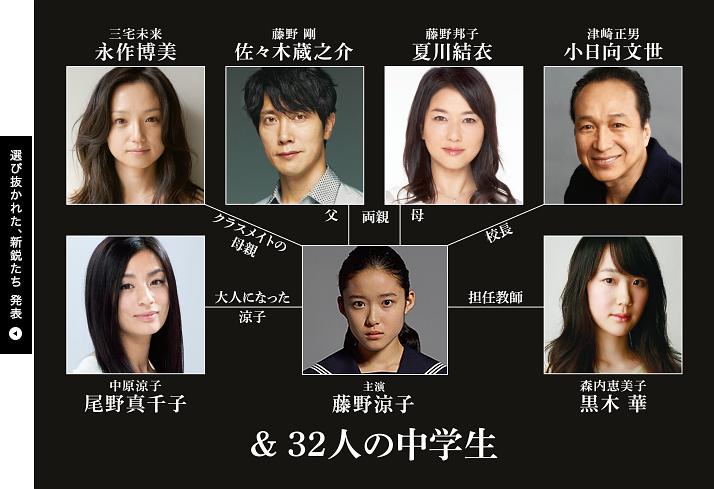 三宅未来
永作博美
藤野 剛
佐々木蔵之介
藤野邦子
夏川結衣
津崎正男
小日向文世
選び抜かれた、新鋭たち 発表
クラスメイトの
母親
父
両親
母
校長
大人になった
涼子
担任教師
中原涼子
尾野真千子
主演
藤野涼子
森内恵美子
黒木 華
& 32人の中学生